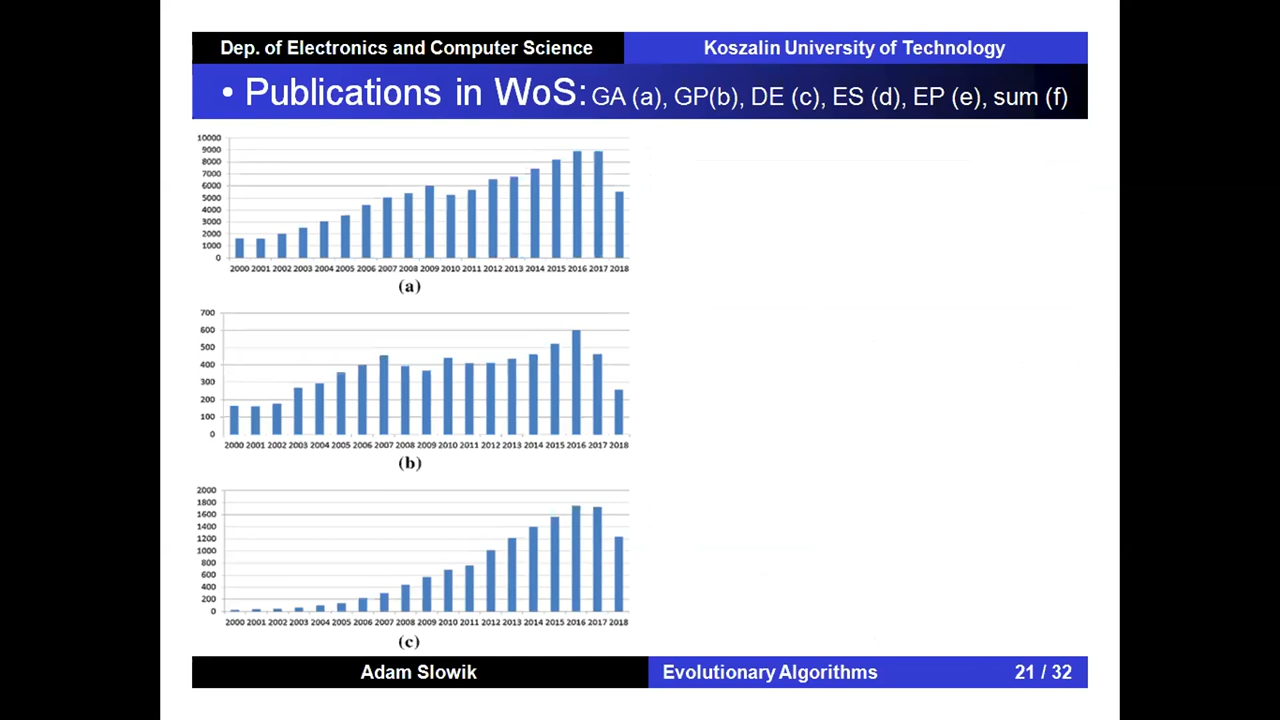 Dep. of Electronics and Computer Science
Koszalin University of Technology
• Publications in WoS: GA (a), GP(b), DE (c), ES (d), EP (e), sum (f)
10000
9000
8000
7000
6000
5000
4000
3000
2000
1000
0
2000 2001 2002 2003 2004 2005 2006 2007 2008 2009 2010 2011 2012 2013 2014 2015 2016 2017 2018
(a)
700
600
500
400
300
200
100
0
2000 2001 2002 2003 2004 2005 2006 2007 2008 2009 2010 2011 2012 2013 2014 2015 2016 2017 2018
(b)
2000
1800
1600
1400
1200
1000
800
600
400
200
0
2000 2001 2002 2003 2004 2005 2006 2007 2008 2009 2010 2011 2012 2013 2014 2015 2016 2017 2018
(c)
Adam Slowik
Evolutionary Algorithms
21 / 32